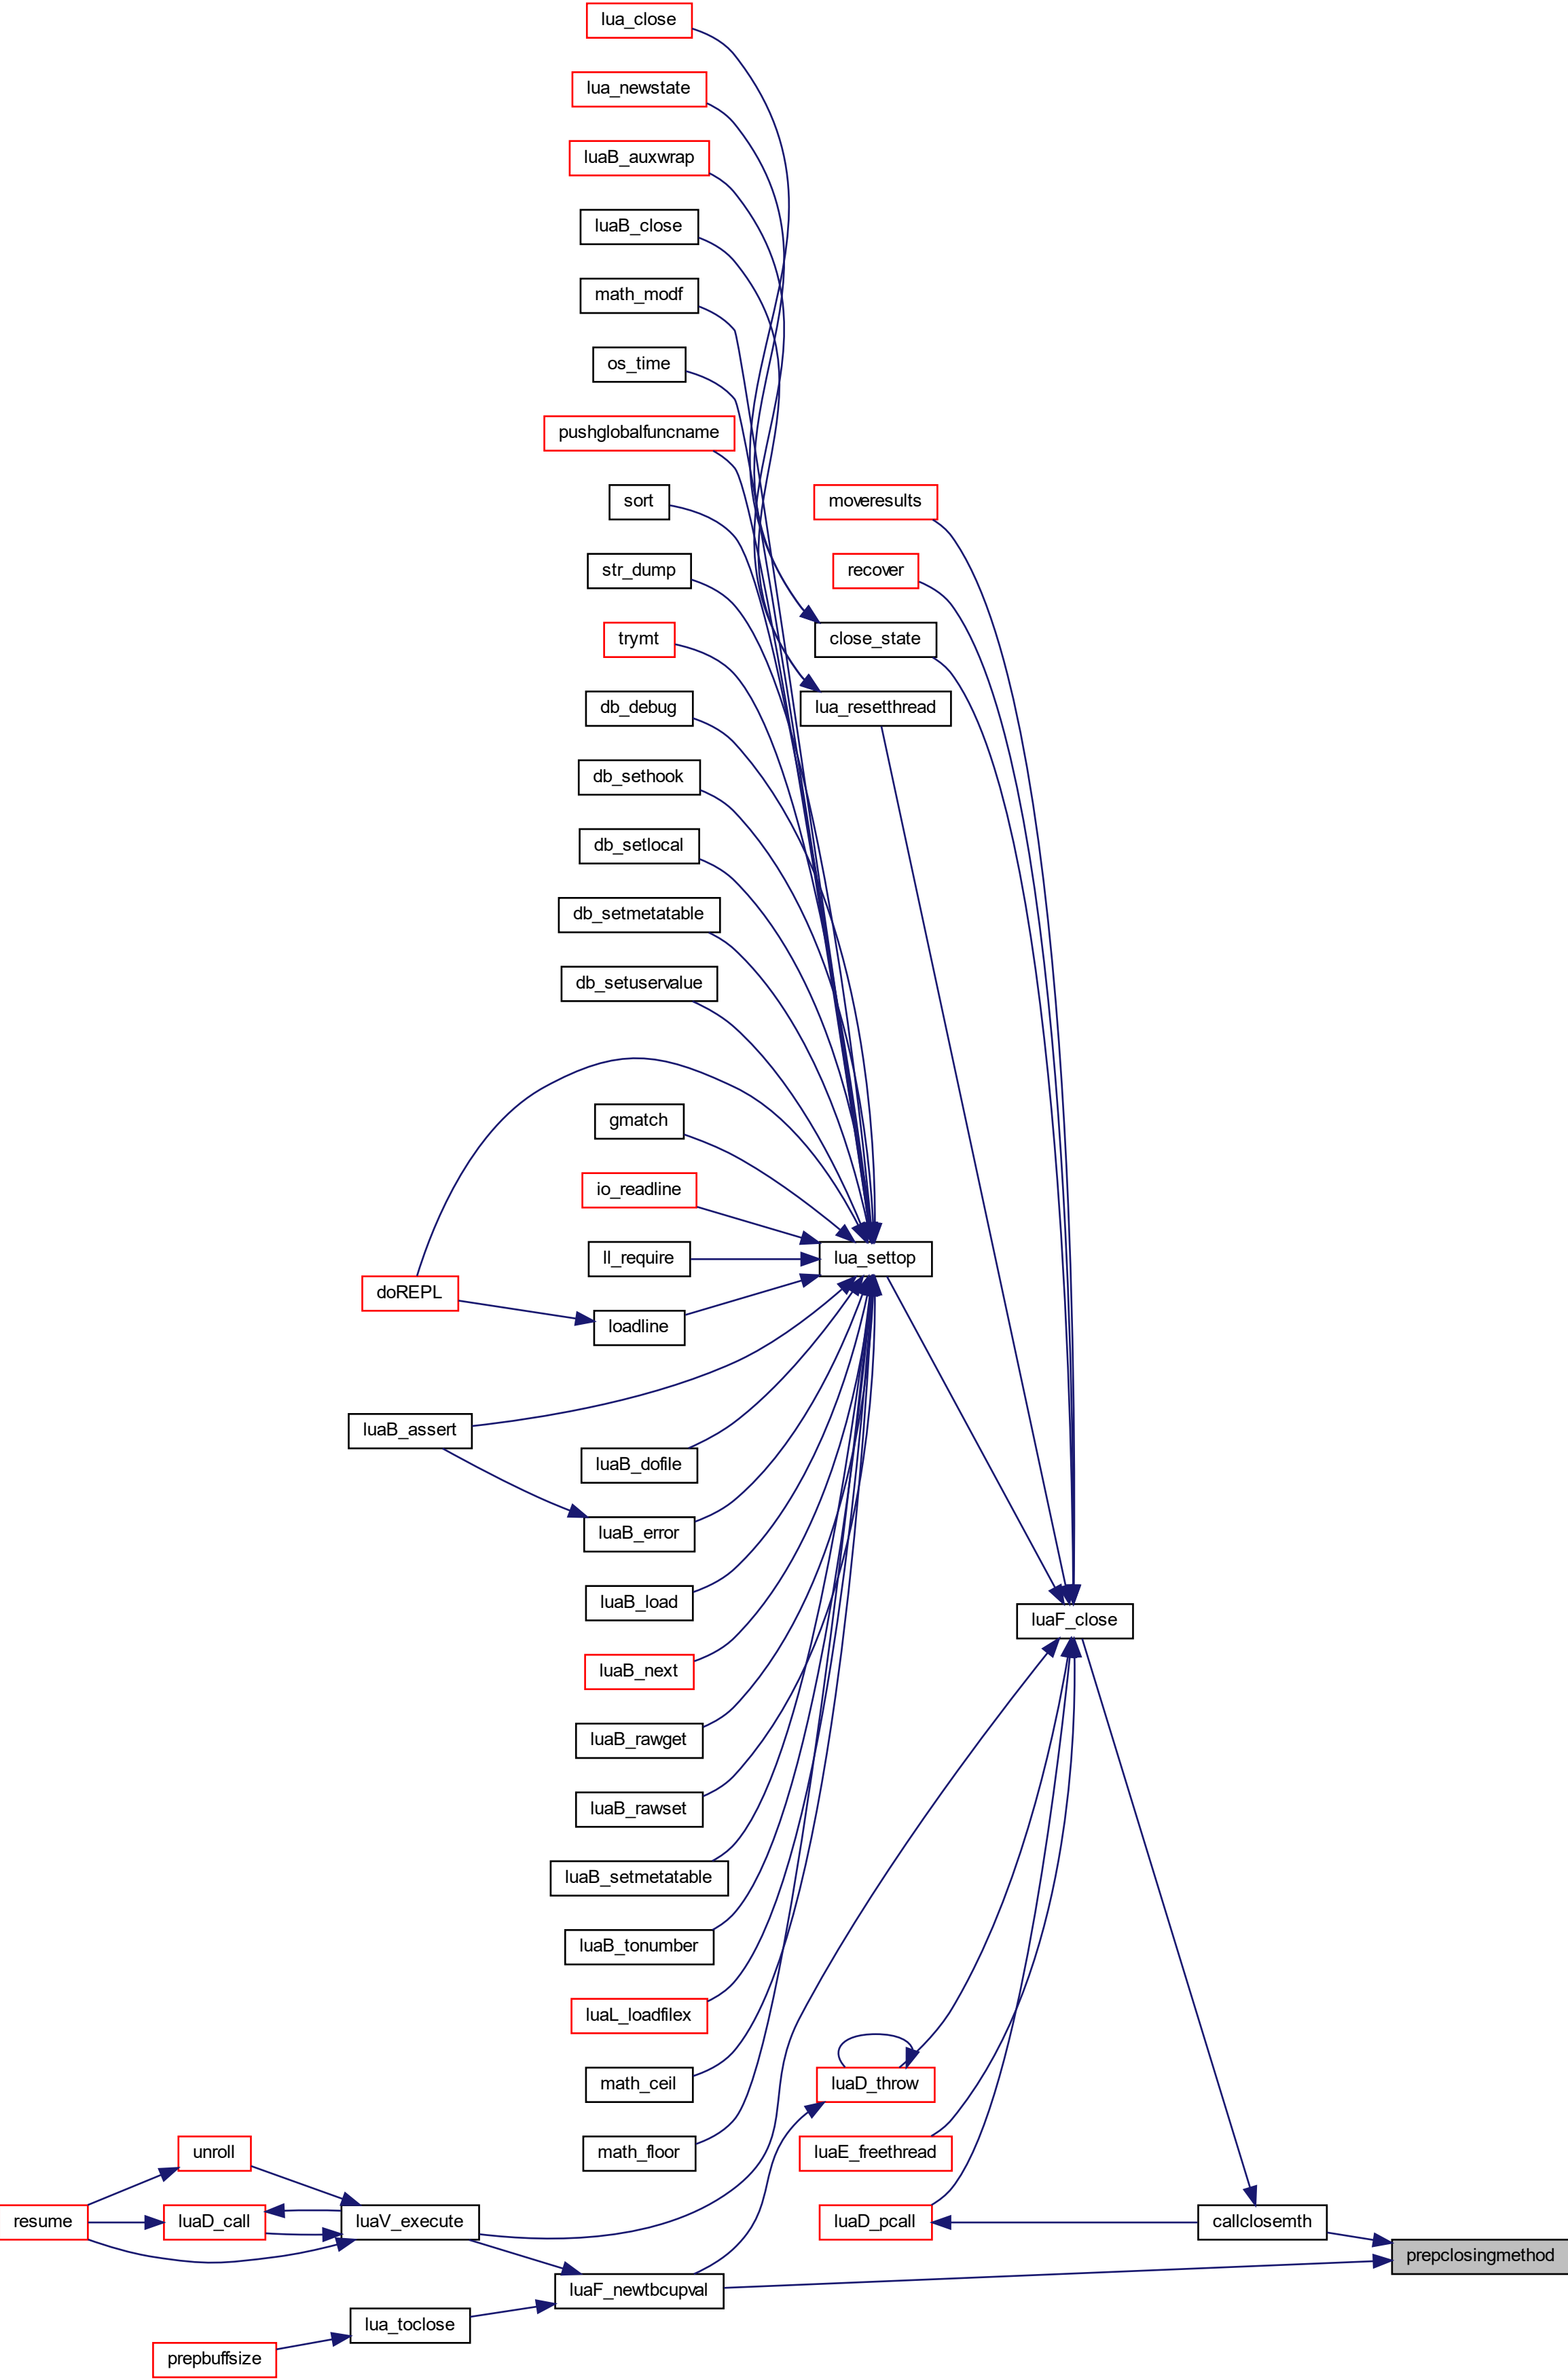 lua_close
lua_newstate
luaB_auxwrap
luaB_close
math_modf
os_time
pushglobalfuncname
sort
moveresults
str_dump
recover
trymt
close_state
db_debug
lua_resetthread
db_sethook
db_setlocal
db_setmetatable
db_setuservalue
gmatch
io_readline
ll_require
lua_settop
doREPL
loadline
luaB_assert
luaB_dofile
luaB_error
luaB_load
luaF_close
luaB_next
luaB_rawget
luaB_rawset
luaB_setmetatable
luaB_tonumber
luaL_loadfilex
math_ceil
luaD_throw
math_floor
unroll
luaE_freethread
resume
luaD_call
luaV_execute
luaD_pcall
callclosemth
prepclosingmethod
luaF_newtbcupval
lua_toclose
prepbuffsize